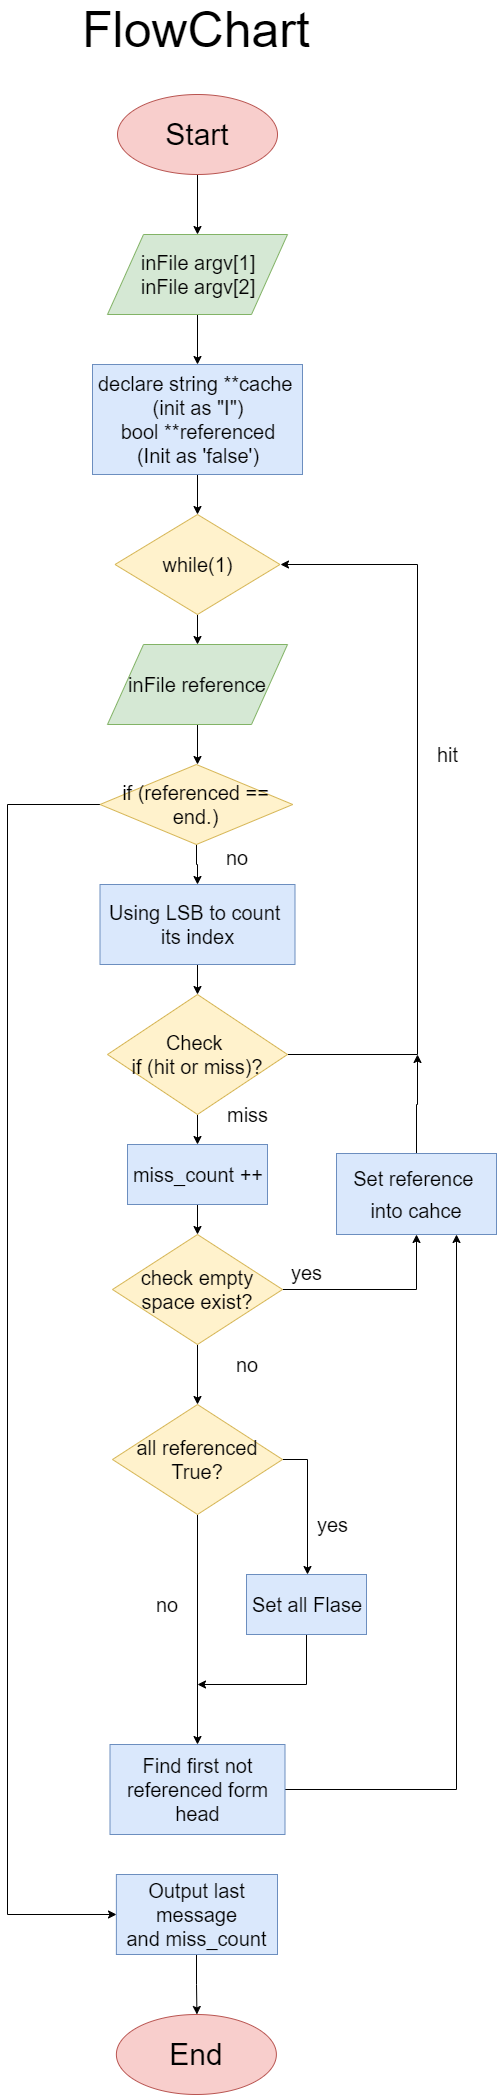 FlowChart
Start
inFile argv[1]
inFile argv[2]
declare string **cache
(init as "I")
bool **referenced
(Init as 'false')
while(1)
inFile reference
hit
if (referenced ==
end.)
no
Using LSB to count
its index
Check
if (hit or miss)?
miss
miss_count ++
Set reference
into cahce
check empty
space exist?
yes
no
all referenced
True?
yes
no
Set all Flase
Find first not
referenced form
head
Output last
message
and miss_count
End